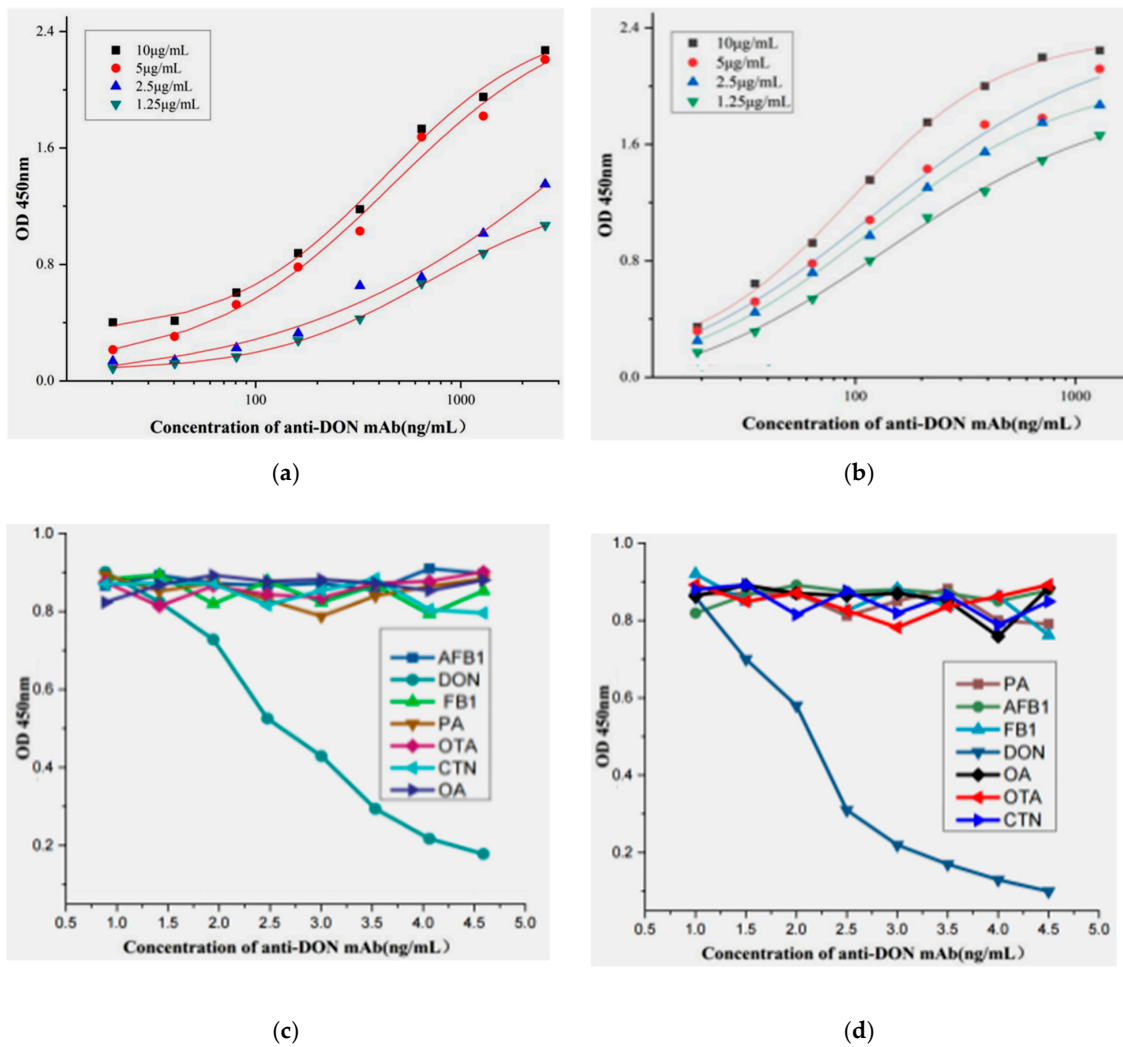 2.4
1.6
0.8
0.0
OD 450nm
10μg/mL
5μg/mL
2.5μg/mL
1.25μg/mL
100
1000
Concentration of anti-DON mAb(ng/mL）
(a)
2.4
1.6
0.8
0.0
OD 450nm
10μg/mL
5μg/mL
2.5μg/mL
1.25μg/mL
100
1000
Concentration of anti-DON mAb(ng/mL）
(b)
1.0
0.8
0.6
0.4
0.2
OD 450nm
AFB1
DON
FB1
PA
OTA
CTN
OA
0.5 1.0 1.5 2.0 2.5 3.0 3.5 4.0 4.5 5.0
Concentration of anti-DON mAb(ng/mL）
(c)
1.0
0.8
0.6
0.4
0.2
OD 450nm
PA
AFB1
FB1
DON
OA
OTA
CTN
0.5 1.0 1.5 2.0 2.5 3.0 3.5 4.0 4.5 5.0
Concentration of anti-DON mAb(ng/mL）
(d)